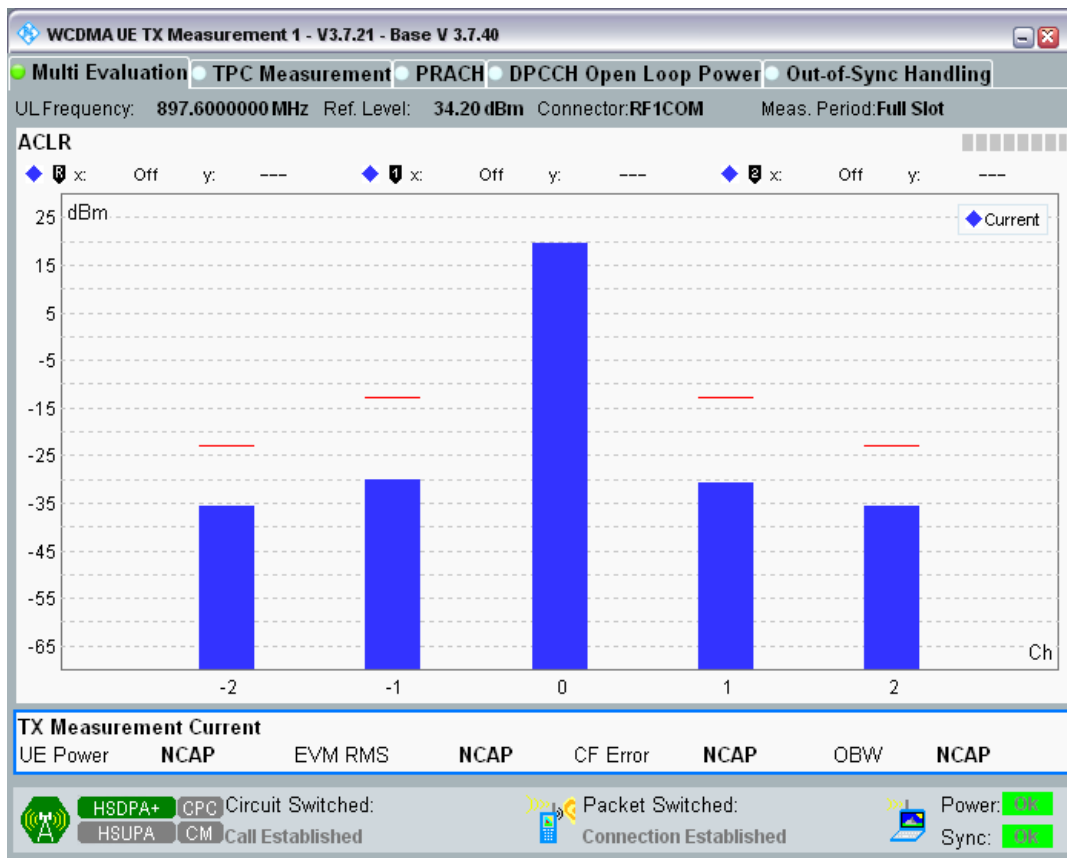 WCDMA UE TX Measurement 1 - V3.7.21 - Base V 3.7.40
Multi Evaluation TPC Measurement PRACH DPCCH Open Loop Power Out-of-Sync Handling
UL Frequency: 897.6000000 MHz Ref. Level: 34.20 dBm Connector:RF1COM Meas. Period:Full Slot
ACLR
R x: Off y: --- 1 x: Off y: --- 2 x: Off y: ---
dBm
Current
25
15
5
-5
-15
-25
-35
-45
-55
-65
Ch
-2 -1 0 1 2
TX Measurement Current
UE Power NCAP EVM RMS NCAP CF Error NCAP OBW NCAP
HSDPA+ CPC Circuit Switched: Packet Switched: Power: Ok
HSUPA CM Call Established Connection Established Sync: Ok